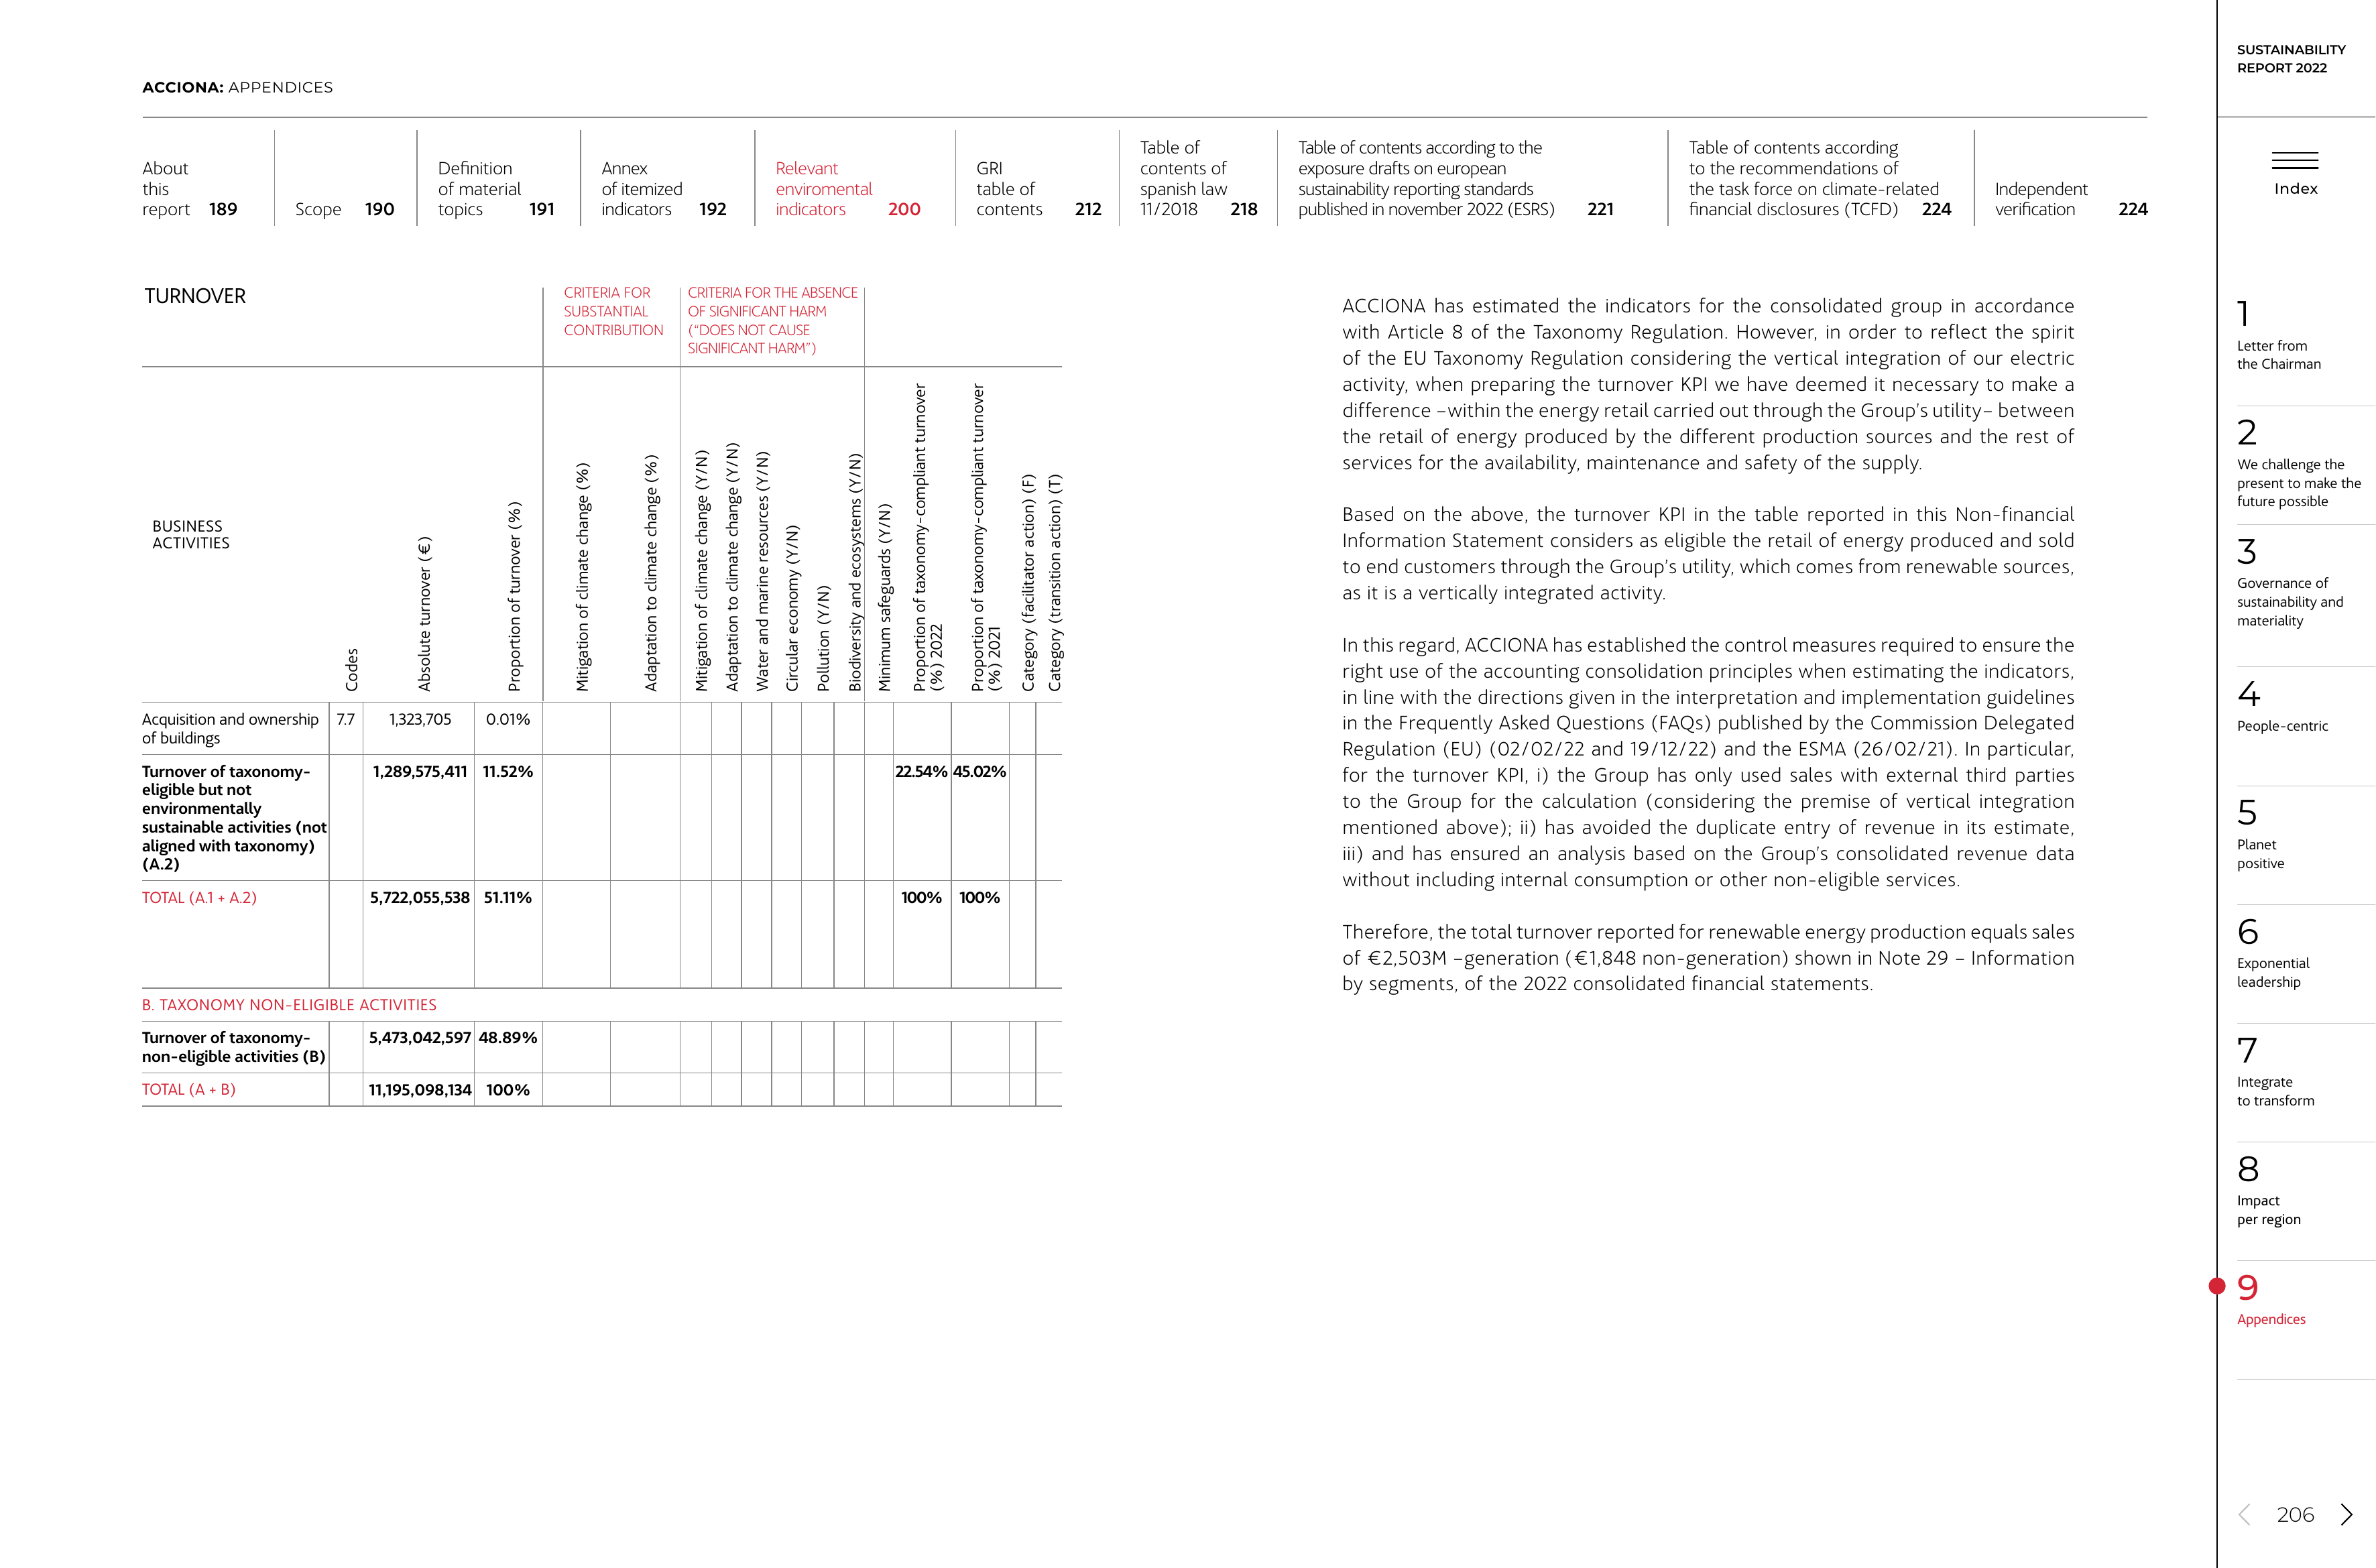 SUSTAINABILITY
REPORT 2022
ACCIONA: APPENDICES
About
this
report 189
Scope 190
Definition
of material
topics 191
Annex
of itemized
indicators 192
Relevant
enviromental
indicators 200
GRI
table of
contents 212
Table of
contents of
spanish law
11/2018 218
Table of contents according to the
exposure drafts on european
sustainability reporting standards
published in november 2022 (ESRS) 221
Table of contents according
to the recommendations of
the task force on climate-related
financial disclosures (TCFD) 224
Independent
verification 224
Index
TURNOVER
CRITERIA FOR
SUBSTANTIAL
CONTRIBUTION
CRITERIA FOR THE ABSENCE
OF SIGNIFICANT HARM
("DOES NOT CAUSE
SIGNIFICANT HARM")
BUSINESS
ACTIVITIES
Codes
Absolute turnover (€)
Proportion of turnover (%)
Mitigation of climate change (%)
Adaptation to climate change (%)
Mitigation of climate change (Y/N)
Adaptation to climate change (Y/N)
Water and marine resources (Y/N)
Circular economy (Y/N)
Pollution (Y/N)
Biodiversity and ecosystems (Y/N)
Minimum safeguards (Y/N)
Proportion of taxonomy-compliant turnover
(%) 2022
Proportion of taxonomy-compliant turnover
(%) 2021
Category (facilitator action) (F)
Category (transition action) (T)
Acquisition and ownership 7.7 1,323,705 0.01%
of buildings
Turnover of taxonomy- 1,289,575,411 11.52% 22.54% 45.02%
eligible but not
environmentally
sustainable activities (not
aligned with taxonomy)
(A.2)
TOTAL (A.1 + A.2) 5,722,055,538 51.11% 100% 100%
B. TAXONOMY NON-ELIGIBLE ACTIVITIES
Turnover of taxonomy- 5,473,042,597 48.89%
non-eligible activities (B)
TOTAL (A + B) 11,195,098,134 100%
ACCIONA has estimated the indicators for the consolidated group in accordance
with Article 8 of the Taxonomy Regulation. However, in order to reflect the spirit
of the EU Taxonomy Regulation considering the vertical integration of our electric
activity, when preparing the turnover KPI we have deemed it necessary to make a
difference –within the energy retail carried out through the Group's utility– between
the retail of energy produced by the different production sources and the rest of
services for the availability, maintenance and safety of the supply.
Based on the above, the turnover KPI in the table reported in this Non-financial
Information Statement considers as eligible the retail of energy produced and sold
to end customers through the Group's utility, which comes from renewable sources,
as it is a vertically integrated activity.
In this regard, ACCIONA has established the control measures required to ensure the
right use of the accounting consolidation principles when estimating the indicators,
in line with the directions given in the interpretation and implementation guidelines
in the Frequently Asked Questions (FAQs) published by the Commission Delegated
Regulation (EU) (02/02/22 and 19/12/22) and the ESMA (26/02/21). In particular,
for the turnover KPI, i) the Group has only used sales with external third parties
to the Group for the calculation (considering the premise of vertical integration
mentioned above); ii) has avoided the duplicate entry of revenue in its estimate,
iii) and has ensured an analysis based on the Group's consolidated revenue data
without including internal consumption or other non-eligible services.
Therefore, the total turnover reported for renewable energy production equals sales
of €2,503M –generation (€1,848 non-generation) shown in Note 29 – Information
by segments, of the 2022 consolidated financial statements.
1
Letter from
the Chairman
2
We challenge the
present to make the
future possible
3
Governance of
sustainability and
materiality
4
People-centric
5
Planet
positive
6
Exponential
leadership
7
Integrate
to transform
8
Impact
per region
9
Appendices
206